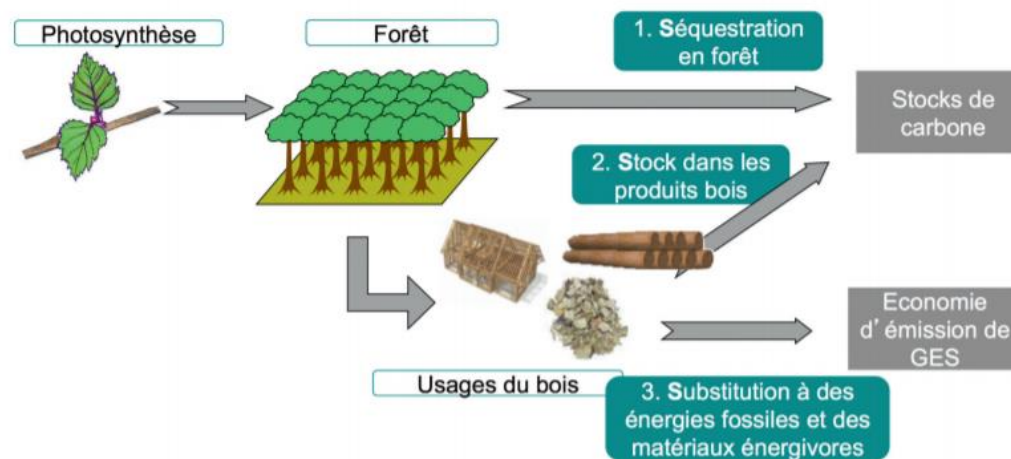 Photosynthèse
Forêt
1. Séquestration
en forêt
Stocks de
carbone
2. Stock dans les
produits bois
Economie
d’émission de
GES
Usages du bois
3. Substitution à des
énergies fossiles et des
matériaux énergivores